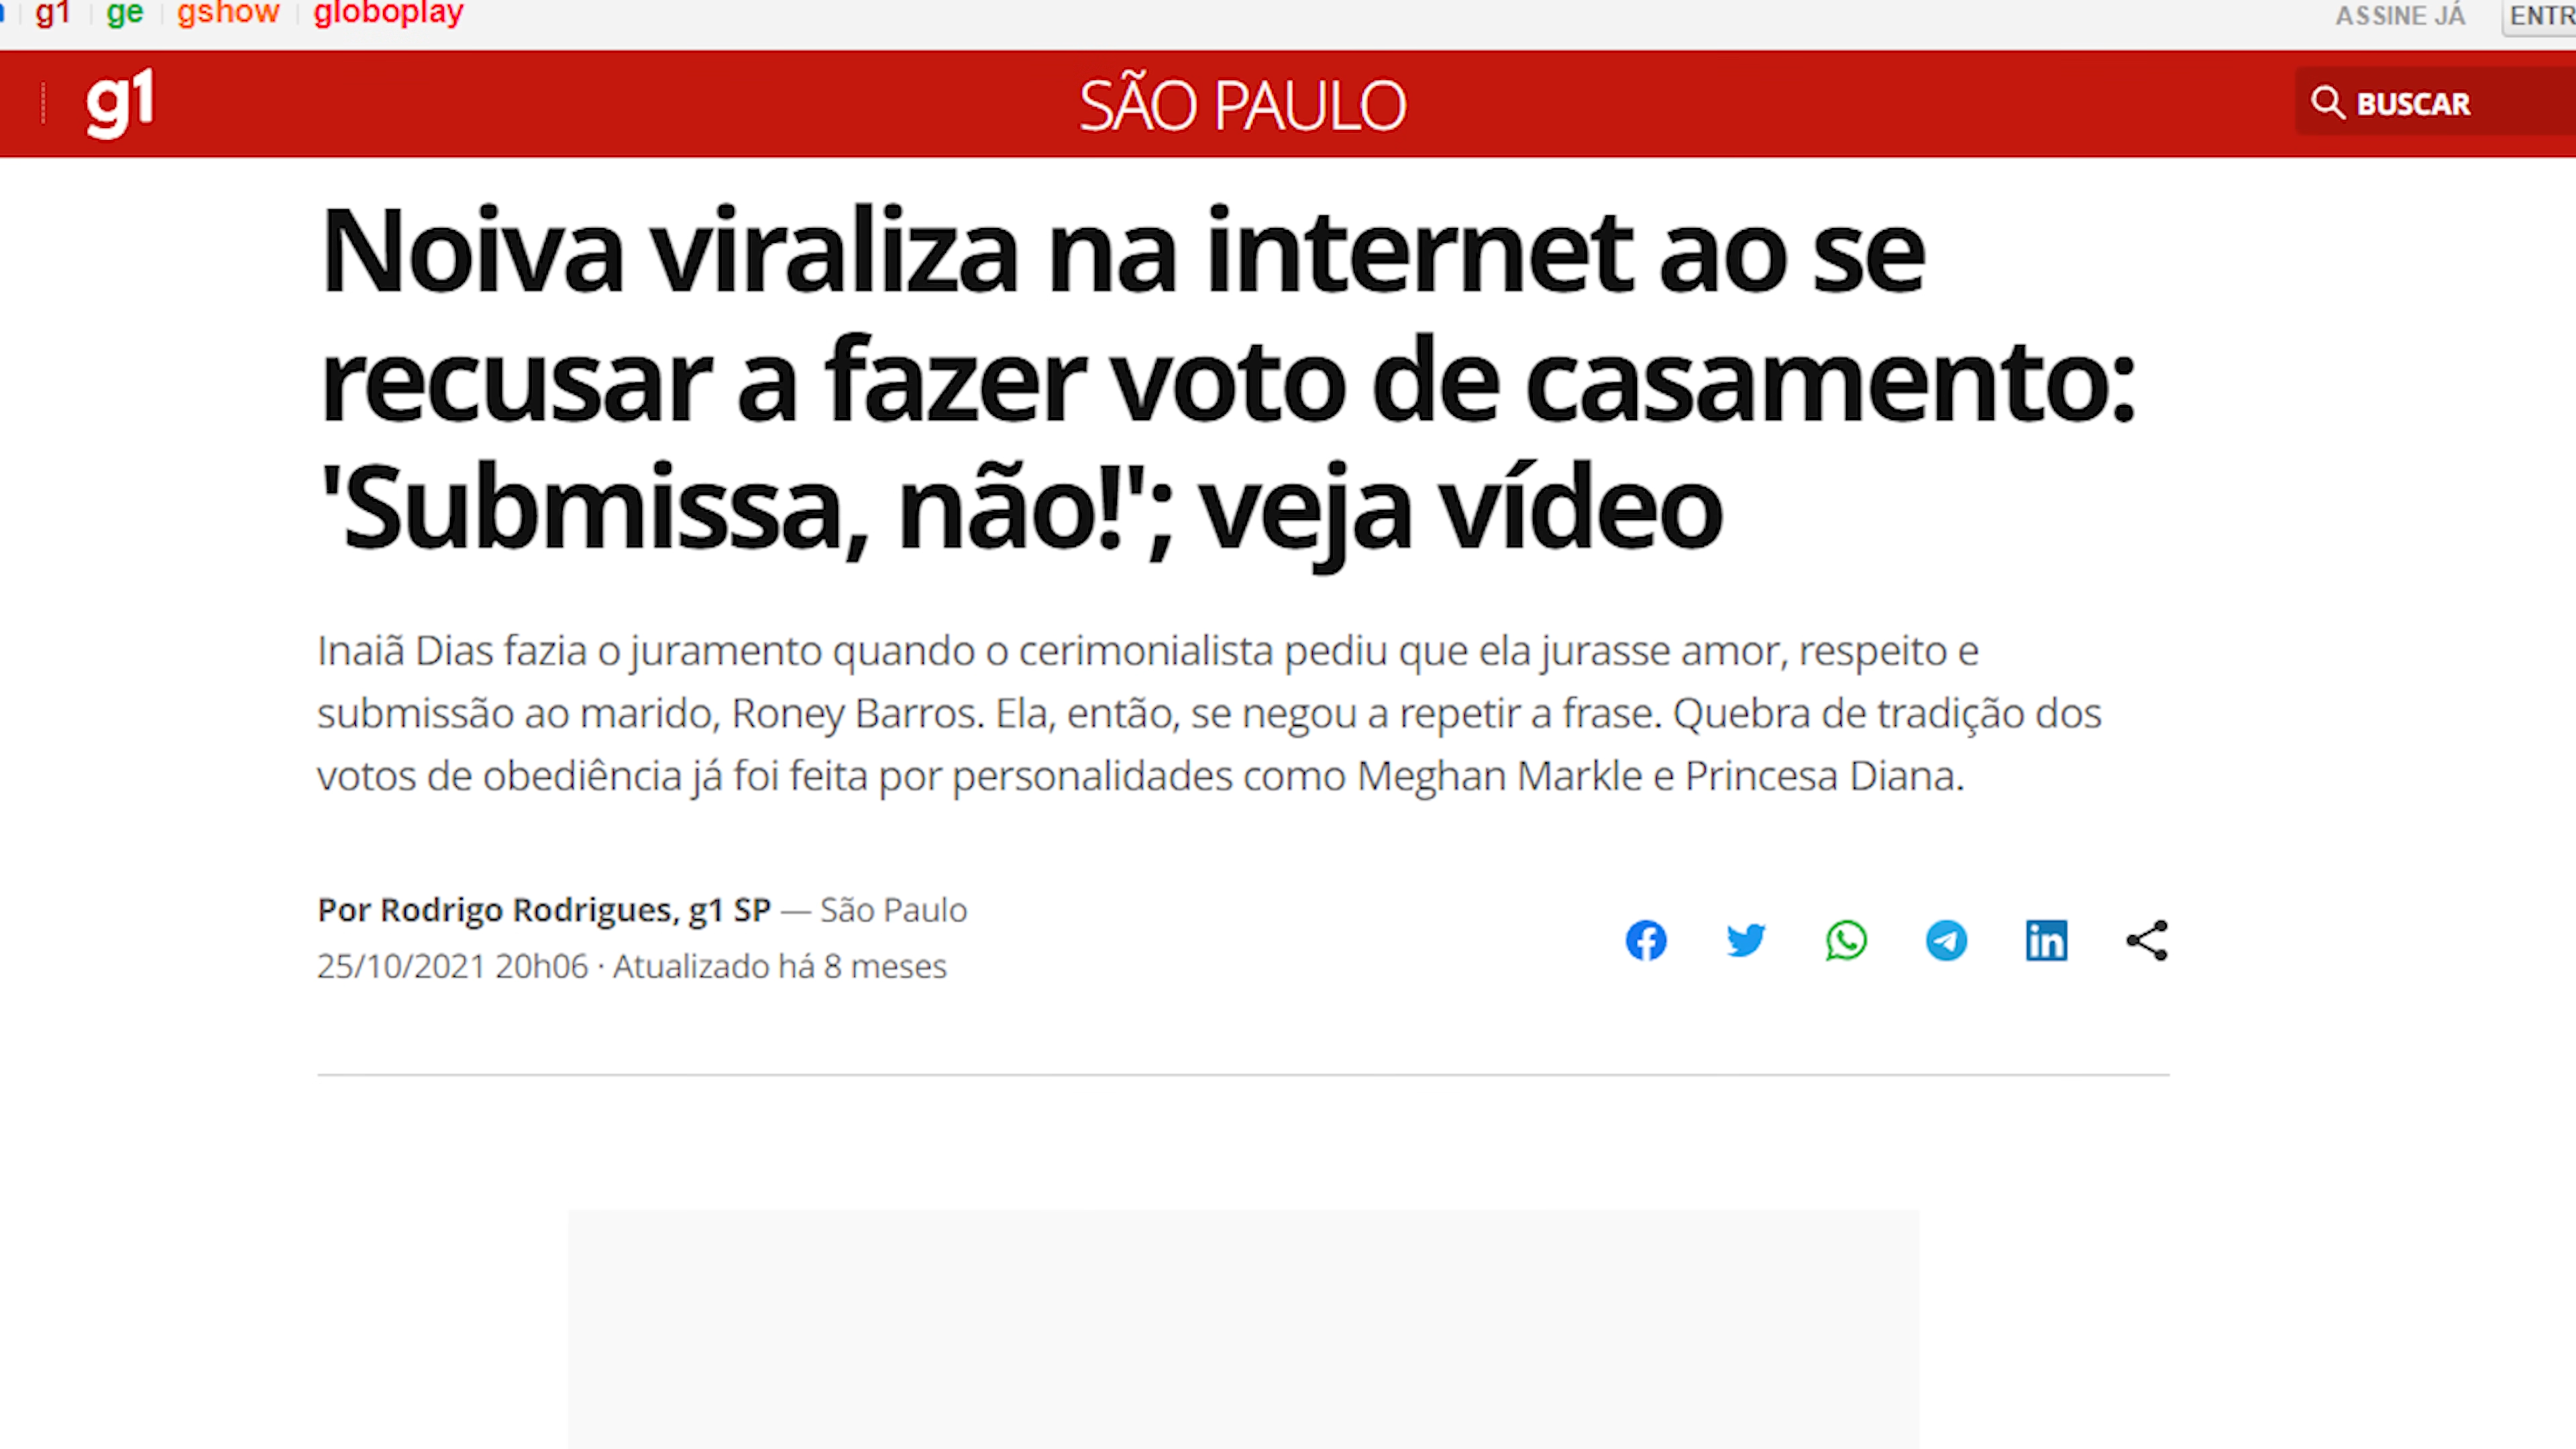 g1 ge gshow globoplay ASSINE JÁ ENTR
g1 SÃO PAULO BUSCAR
Noiva viraliza na internet ao se
recusar a fazer voto de casamento:
'Submissa, não!'; veja vídeo
Inaiã Dias fazia o juramento quando o cerimonialista pediu que ela jurasse amor, respeito e
submissão ao marido, Roney Barros. Ela, então, se negou a repetir a frase. Quebra de tradição dos
votos de obediência já foi feita por personalidades como Meghan Markle e Princesa Diana.
Por Rodrigo Rodrigues, g1 SP — São Paulo
25/10/2021 20h06 · Atualizado há 8 meses